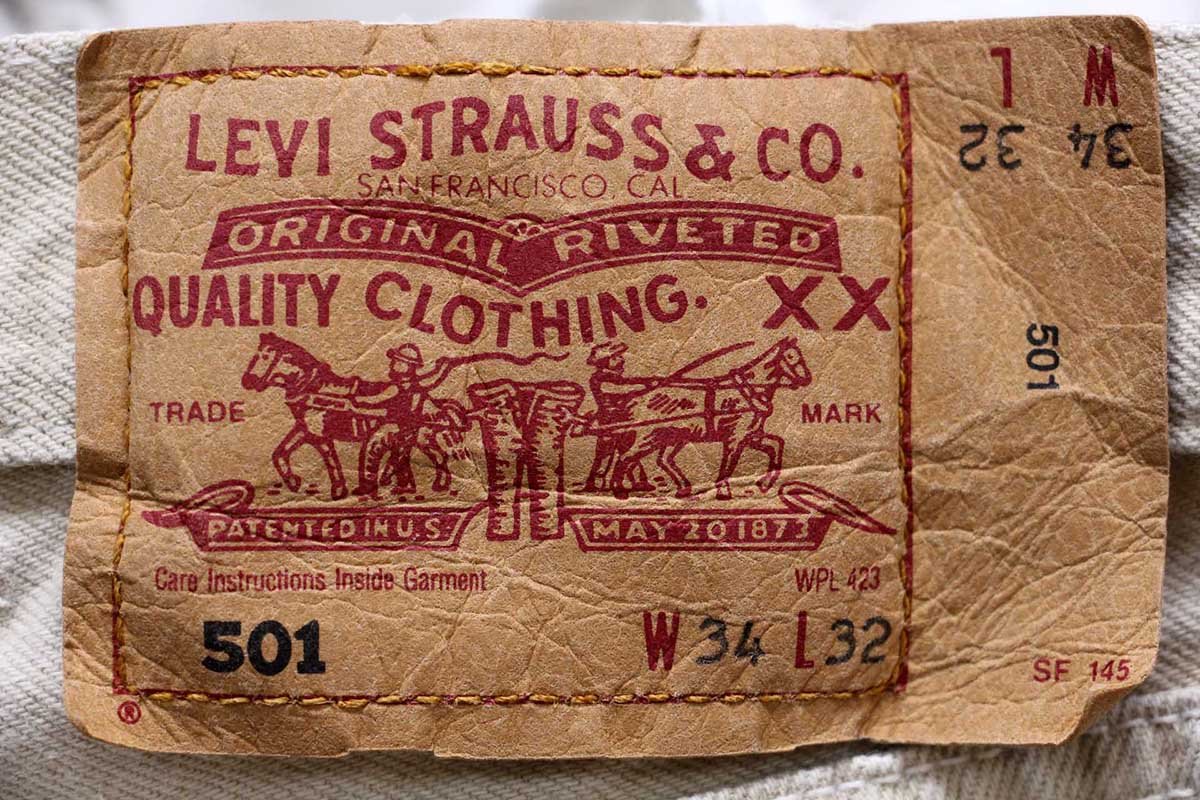 LEVI STRAUSS & CO.
SAN FRANCISCO CAL
ORIGINAL RIVETED
QUALITY CLOTHING. XX
TRADE MARK
PATENTED IN U.S. MAY 20 1873
Care Instructions Inside Garment WPL 423
501 W 34 L 32
®
W L
34 32
501
SF 145